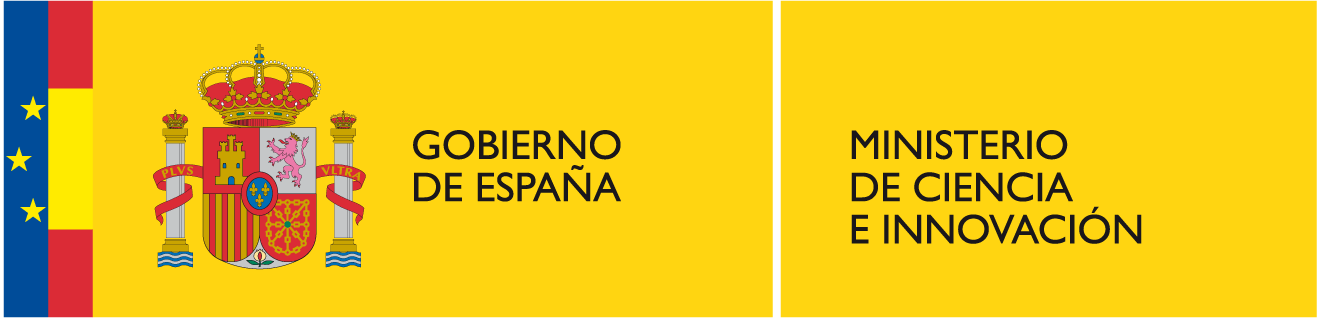 PLVS VLTRA
GOBIERNO
DE ESPAÑA
MINISTERIO
DE CIENCIA
E INNOVACIÓN